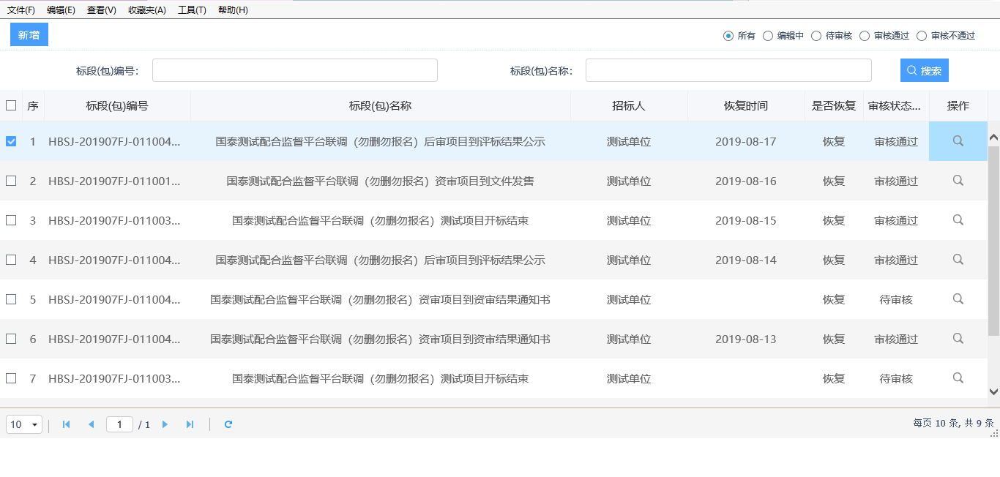 文件(F) 编辑(E) 查看(V) 收藏夹(A) 工具(T) 帮助(H)
新增 所有 编辑中 待审核 审核通过 审核不通过
标段(包)编号: 标段(包)名称: 搜索
序 标段(包)编号 标段(包)名称 招标人 恢复时间 是否恢复 审核状态... 操作
1 HBSJ-201907FJ-011004... 国泰测试配合监督平台联调（勿删勿报名）后审项目到评标结果公示 测试单位 2019-08-17 恢复 审核通过
2 HBSJ-201907FJ-011001... 国泰测试配合监督平台联调（勿删勿报名）资审项目到文件发售 测试单位 2019-08-16 恢复 审核通过
3 HBSJ-201907FJ-011003... 国泰测试配合监督平台联调（勿删勿报名）测试项目开标结束 测试单位 2019-08-15 恢复 审核通过
4 HBSJ-201907FJ-011004... 国泰测试配合监督平台联调（勿删勿报名）后审项目到评标结果公示 测试单位 2019-08-14 恢复 审核通过
5 HBSJ-201907FJ-011004... 国泰测试配合监督平台联调（勿删勿报名）资审项目到资审结果通知书 测试单位 恢复 待审核
6 HBSJ-201907FJ-011004... 国泰测试配合监督平台联调（勿删勿报名）资审项目到资审结果通知书 测试单位 2019-08-13 恢复 审核通过
7 HBSJ-201907FJ-011003... 国泰测试配合监督平台联调（勿删勿报名）测试项目开标结束 测试单位 恢复 待审核
10 1 / 1 每页 10 条, 共 9 条